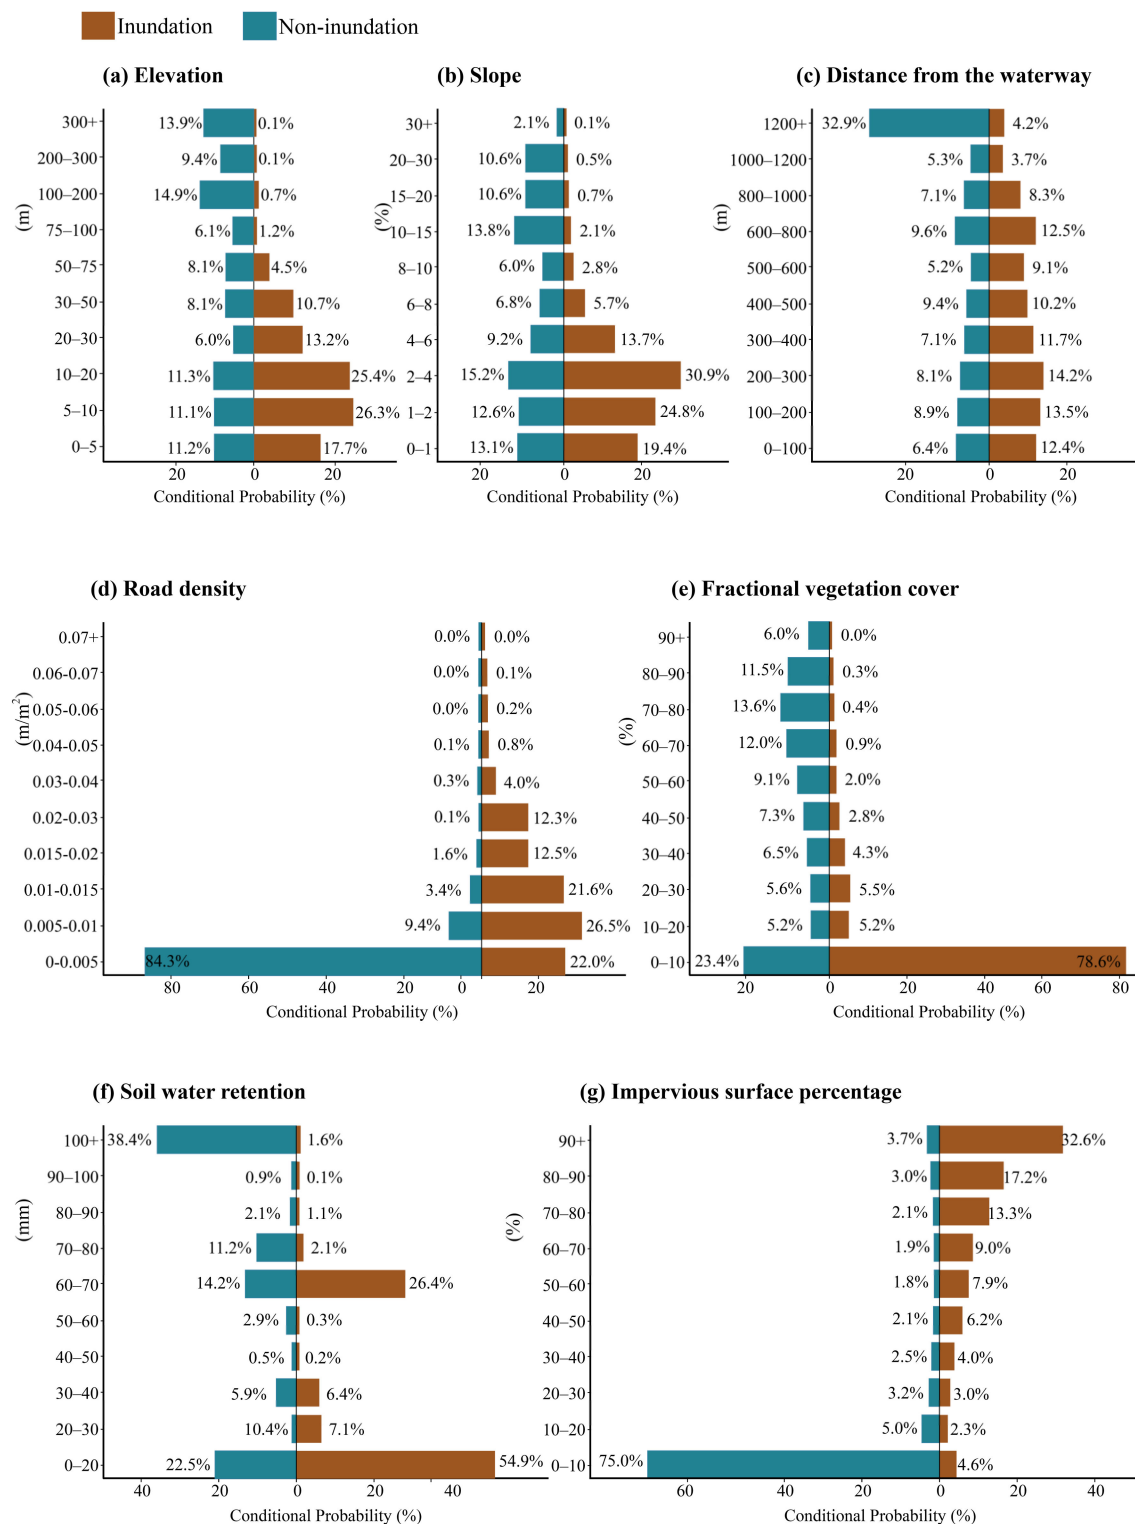 Inundation Non-inundation
(a) Elevation
(m)
300+ 13.9% 0.1%
200–300 9.4% 0.1%
100–200 14.9% 0.7%
75–100 6.1% 1.2%
50–75 8.1% 4.5%
30–50 8.1% 10.7%
20–30 6.0% 13.2%
10–20 11.3% 25.4%
5–10 11.1% 26.3%
0–5 11.2% 17.7%
20 0 20
Conditional Probability (%)
(b) Slope
(%)
30+ 2.1% 0.1%
20–30 10.6% 0.5%
15–20 10.6% 0.7%
10–15 13.8% 2.1%
8–10 6.0% 2.8%
6–8 6.8% 5.7%
4–6 9.2% 13.7%
2–4 15.2% 30.9%
1–2 12.6% 24.8%
0–1 13.1% 19.4%
20 0 20
Conditional Probability (%)
(c) Distance from the waterway
(m)
1200+ 32.9% 4.2%
1000–1200 5.3% 3.7%
800–1000 7.1% 8.3%
600–800 9.6% 12.5%
500–600 5.2% 9.1%
400–500 9.4% 10.2%
300–400 7.1% 11.7%
200–300 8.1% 14.2%
100–200 8.9% 13.5%
0–100 6.4% 12.4%
20 0 20
Conditional Probability (%)
(d) Road density
(m/m²)
0.07+ 0.0% 0.0%
0.06-0.07 0.0% 0.1%
0.05-0.06 0.0% 0.2%
0.04-0.05 0.1% 0.8%
0.03-0.04 0.3% 4.0%
0.02-0.03 0.1% 12.3%
0.015-0.02 1.6% 12.5%
0.01-0.015 3.4% 21.6%
0.005-0.01 9.4% 26.5%
0-0.005 84.3% 22.0%
80 60 40 20 0 20
Conditional Probability (%)
(e) Fractional vegetation cover
(%)
90+ 6.0% 0.0%
80–90 11.5% 0.3%
70–80 13.6% 0.4%
60–70 12.0% 0.9%
50–60 9.1% 2.0%
40–50 7.3% 2.8%
30–40 6.5% 4.3%
20–30 5.6% 5.5%
10–20 5.2% 5.2%
0–10 23.4% 78.6%
20 0 20 40 60 80
Conditional Probability (%)
(f) Soil water retention
(mm)
100+ 38.4% 1.6%
90–100 0.9% 0.1%
80–90 2.1% 1.1%
70–80 11.2% 2.1%
60–70 14.2% 26.4%
50–60 2.9% 0.3%
40–50 0.5% 0.2%
30–40 5.9% 6.4%
20–30 10.4% 7.1%
0–20 22.5% 54.9%
40 20 0 20 40
Conditional Probability (%)
(g) Impervious surface percentage
(%)
90+ 3.7% 32.6%
80–90 3.0% 17.2%
70–80 2.1% 13.3%
60–70 1.9% 9.0%
50–60 1.8% 7.9%
40–50 2.1% 6.2%
30–40 2.5% 4.0%
20–30 3.2% 3.0%
10–20 5.0% 2.3%
0–10 75.0% 4.6%
60 40 20 0 20 40
Conditional Probability (%)